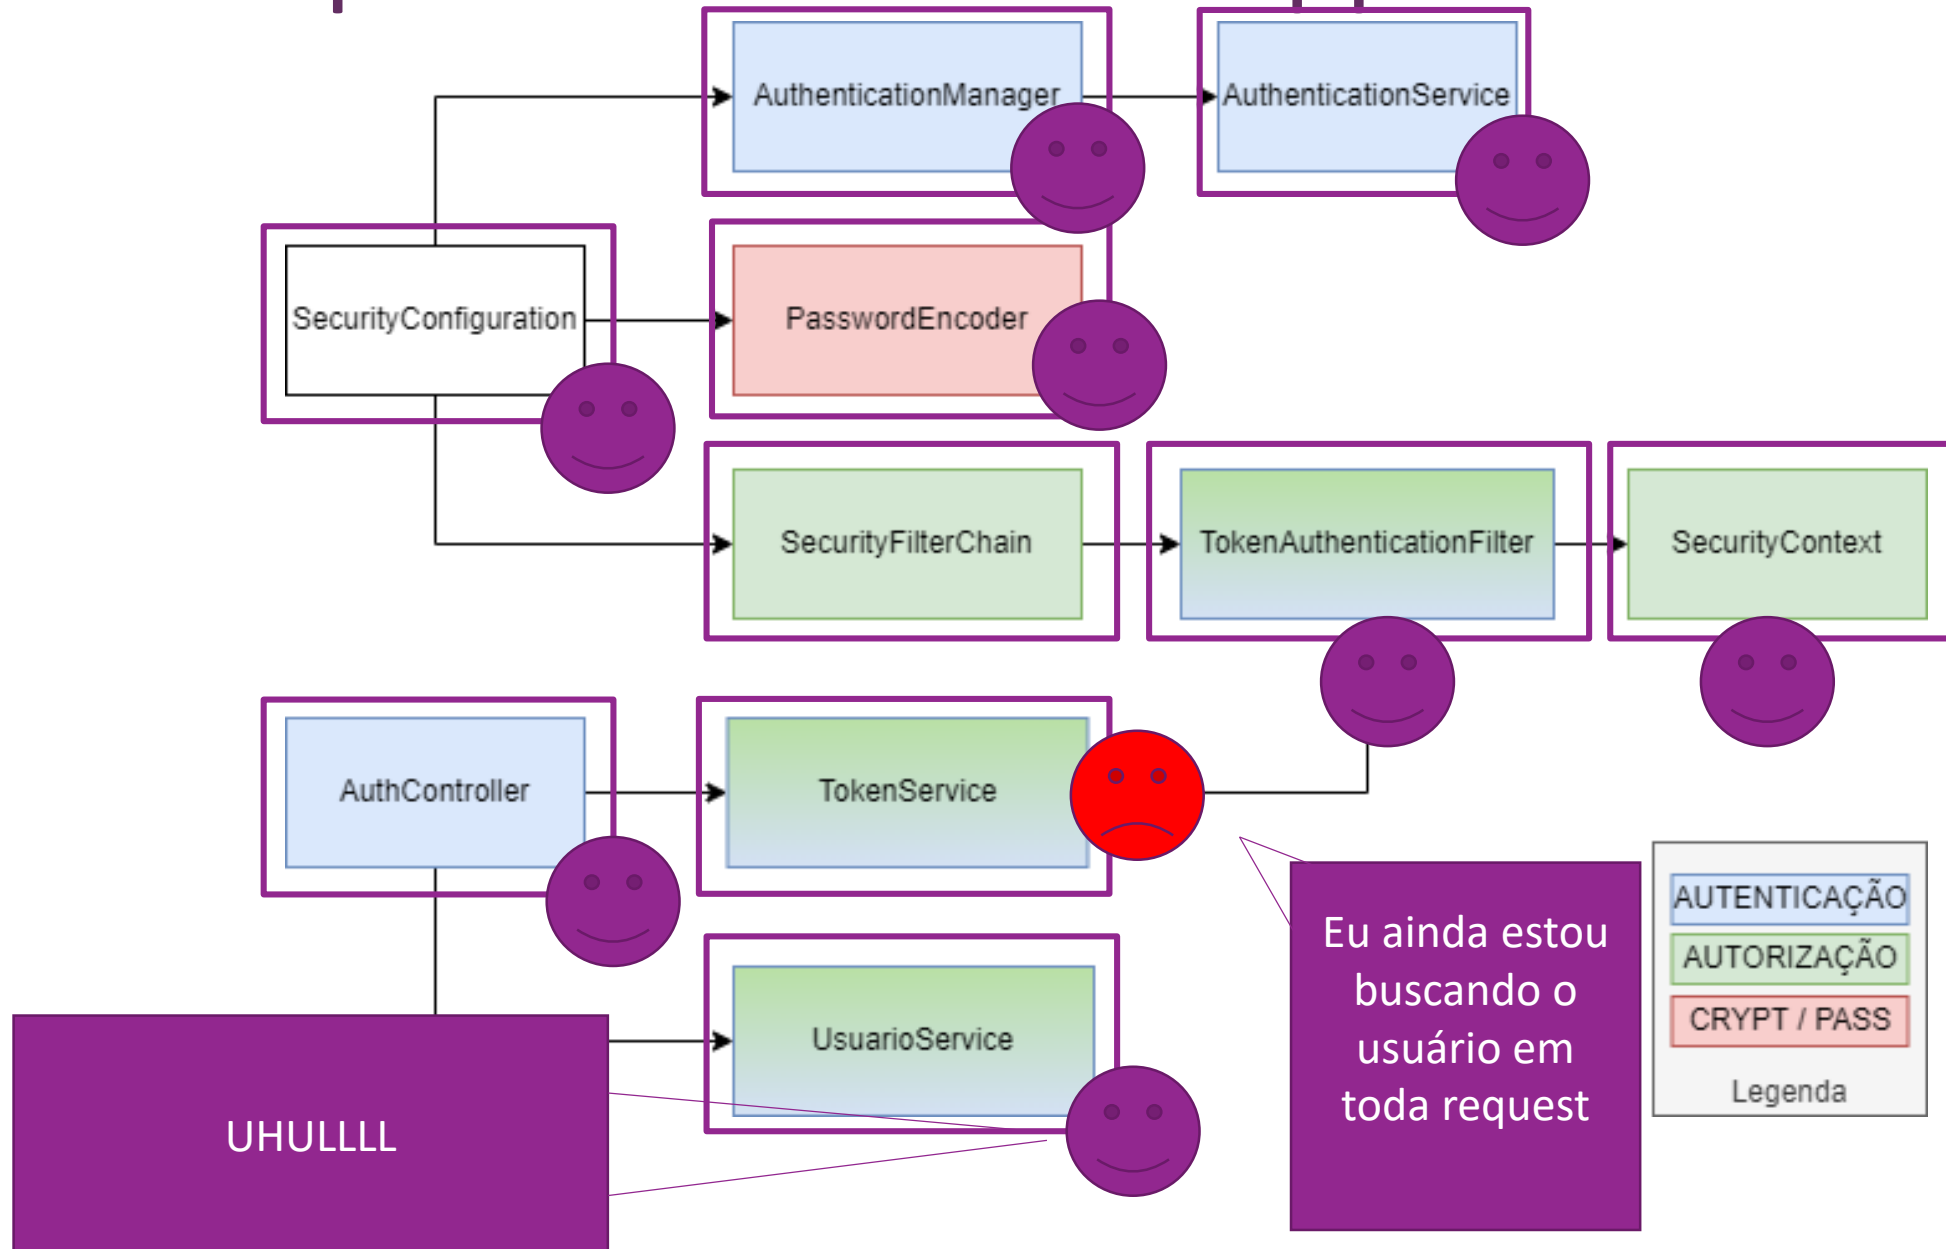 AuthenticationManager
AuthenticationService
SecurityConfiguration
PasswordEncoder
SecurityFilterChain
TokenAuthenticationFilter
SecurityContext
AuthController
TokenService
UsuarioService
UHULLLL
Eu ainda estou
buscando o
usuário em
toda request
AUTENTICAÇÃO
AUTORIZAÇÃO
CRYPT / PASS
Legenda